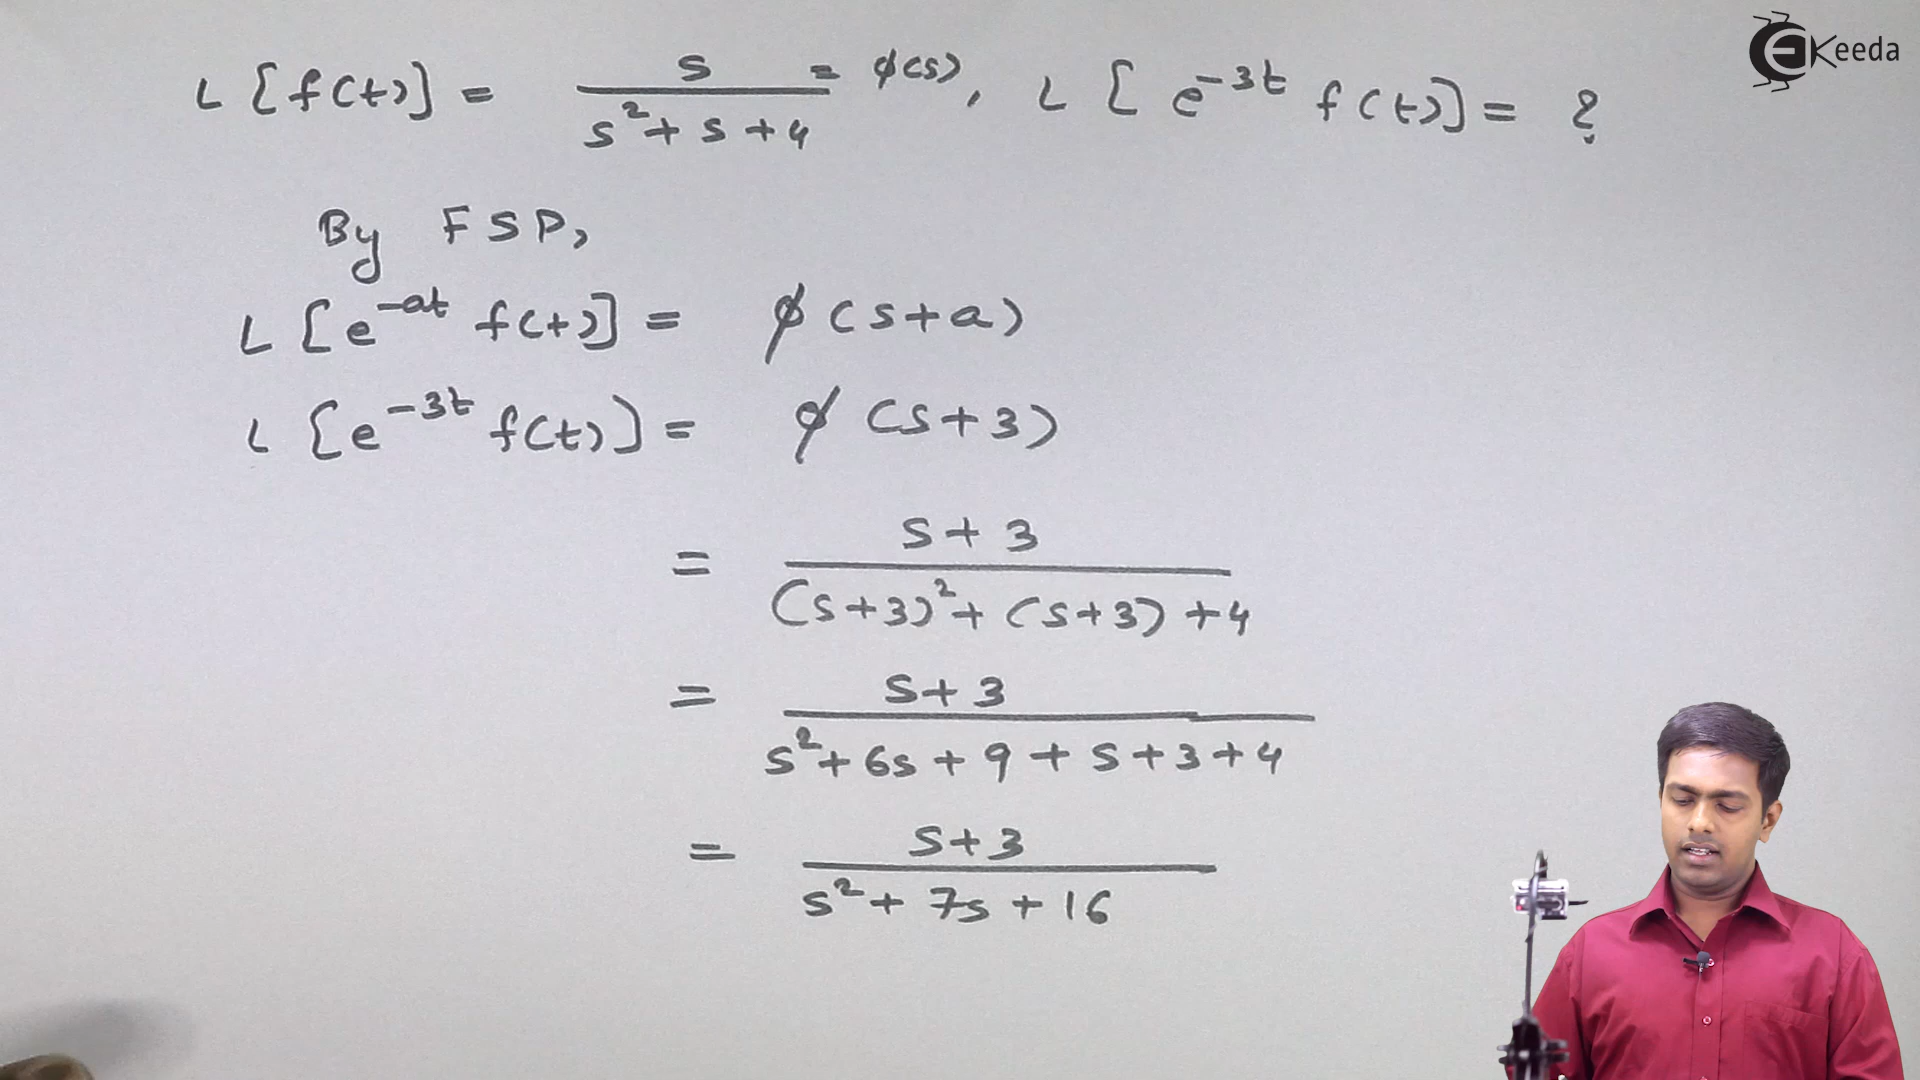 L [f(t)] = s / (s² + s + 4) = φ(s), L [e^(-3t) f(t)] = ?
By FSP,
L [e^(-at) f(t)] = φ(s+a)
L [e^(-3t) f(t)] = φ(s+3)
= (s+3) / ((s+3)² + (s+3) + 4)
= (s+3) / (s² + 6s + 9 + s + 3 + 4)
= (s+3) / (s² + 7s + 16)
Ekeeda